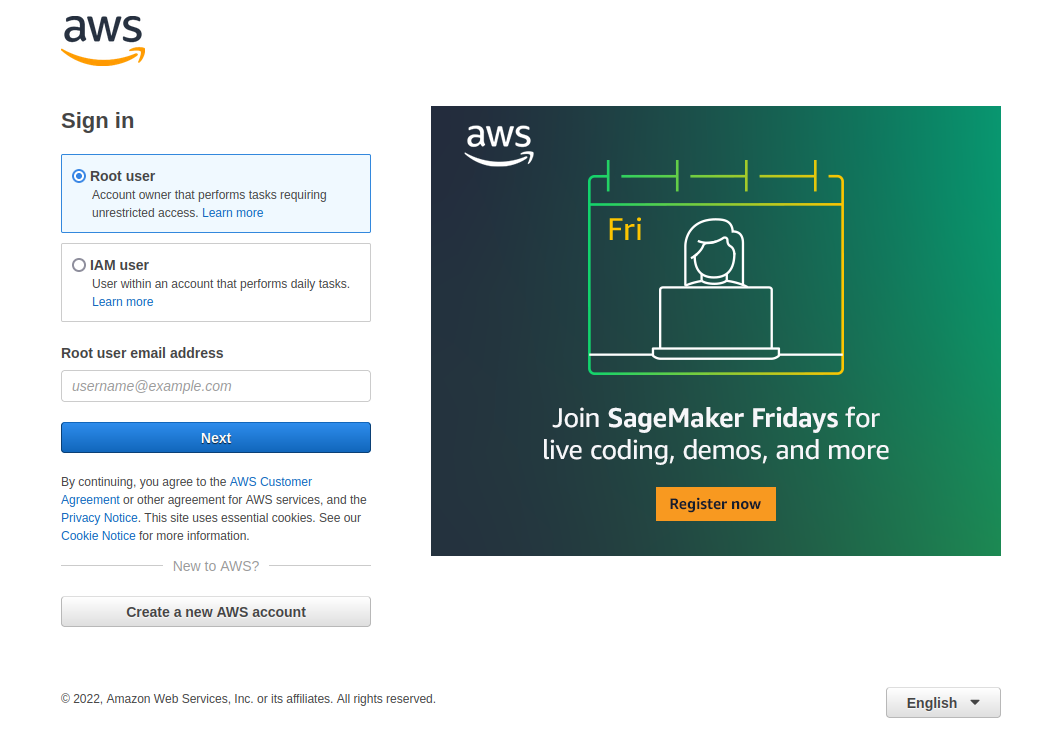 aws
Sign in
Root user
Account owner that performs tasks requiring
unrestricted access. Learn more
IAM user
User within an account that performs daily tasks.
Learn more
Root user email address
username@example.com
Next
By continuing, you agree to the AWS Customer
Agreement or other agreement for AWS services, and the
Privacy Notice. This site uses essential cookies. See our
Cookie Notice for more information.
New to AWS?
Create a new AWS account
aws
Fri
Join SageMaker Fridays for
live coding, demos, and more
Register now
© 2022, Amazon Web Services, Inc. or its affiliates. All rights reserved.
English